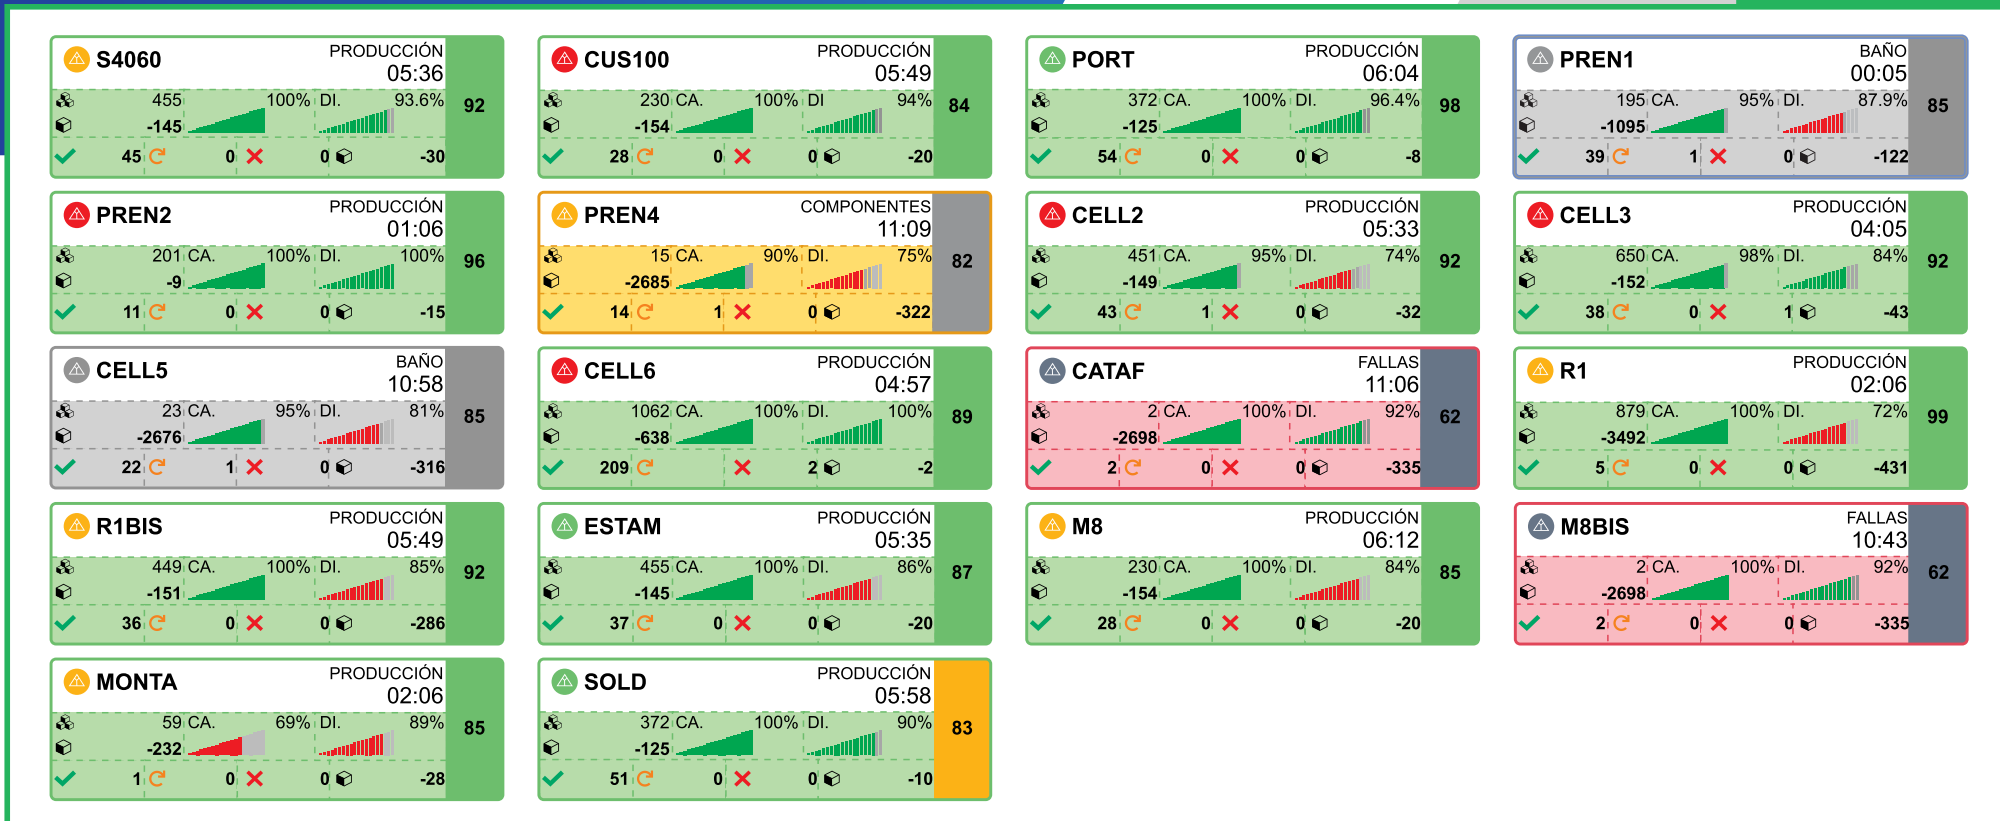 S4060 PRODUCCIÓN
05:36
455 100% DI. 93.6%
-145
45 0 0 -30
92
CUS100 PRODUCCIÓN
05:49
230 CA. 100% DI 94%
-154
28 0 0 -20
84
PORT PRODUCCIÓN
06:04
372 CA. 100% DI. 96.4%
-125
54 0 0 -8
98
PREN1 BAÑO
00:05
195 CA. 95% DI. 87.9%
-1095
39 1 0 -122
85
PREN2 PRODUCCIÓN
01:06
201 CA. 100% DI. 100%
-9
11 0 0 -15
96
PREN4 COMPONENTES
11:09
15 CA. 90% DI. 75%
-2685
14 1 0 -322
82
CELL2 PRODUCCIÓN
05:33
451 CA. 95% DI. 74%
-149
43 1 0 -32
92
CELL3 PRODUCCIÓN
04:05
650 CA. 98% DI. 84%
-152
38 0 1 -43
92
CELL5 BAÑO
10:58
23 CA. 95% DI. 81%
-2676
22 1 0 -316
85
CELL6 PRODUCCIÓN
04:57
1062 CA. 100% DI. 100%
-638
209 2 -2
89
CATAF FALLAS
11:06
2 CA. 100% DI. 92%
-2698
2 0 0 -335
62
R1 PRODUCCIÓN
02:06
879 CA. 100% DI. 72%
-3492
5 0 0 -431
99
R1BIS PRODUCCIÓN
05:49
449 CA. 100% DI. 85%
-151
36 0 0 -286
92
ESTAM PRODUCCIÓN
05:35
455 CA. 100% DI. 86%
-145
37 0 0 -20
87
M8 PRODUCCIÓN
06:12
230 CA. 100% DI. 84%
-154
28 0 0 -20
85
M8BIS FALLAS
10:43
2 CA. 100% DI. 92%
-2698
2 0 0 -335
62
MONTA PRODUCCIÓN
02:06
59 CA. 69% DI. 89%
-232
1 0 0 -28
85
SOLD PRODUCCIÓN
05:58
372 CA. 100% DI. 90%
-125
51 0 0 -10
83